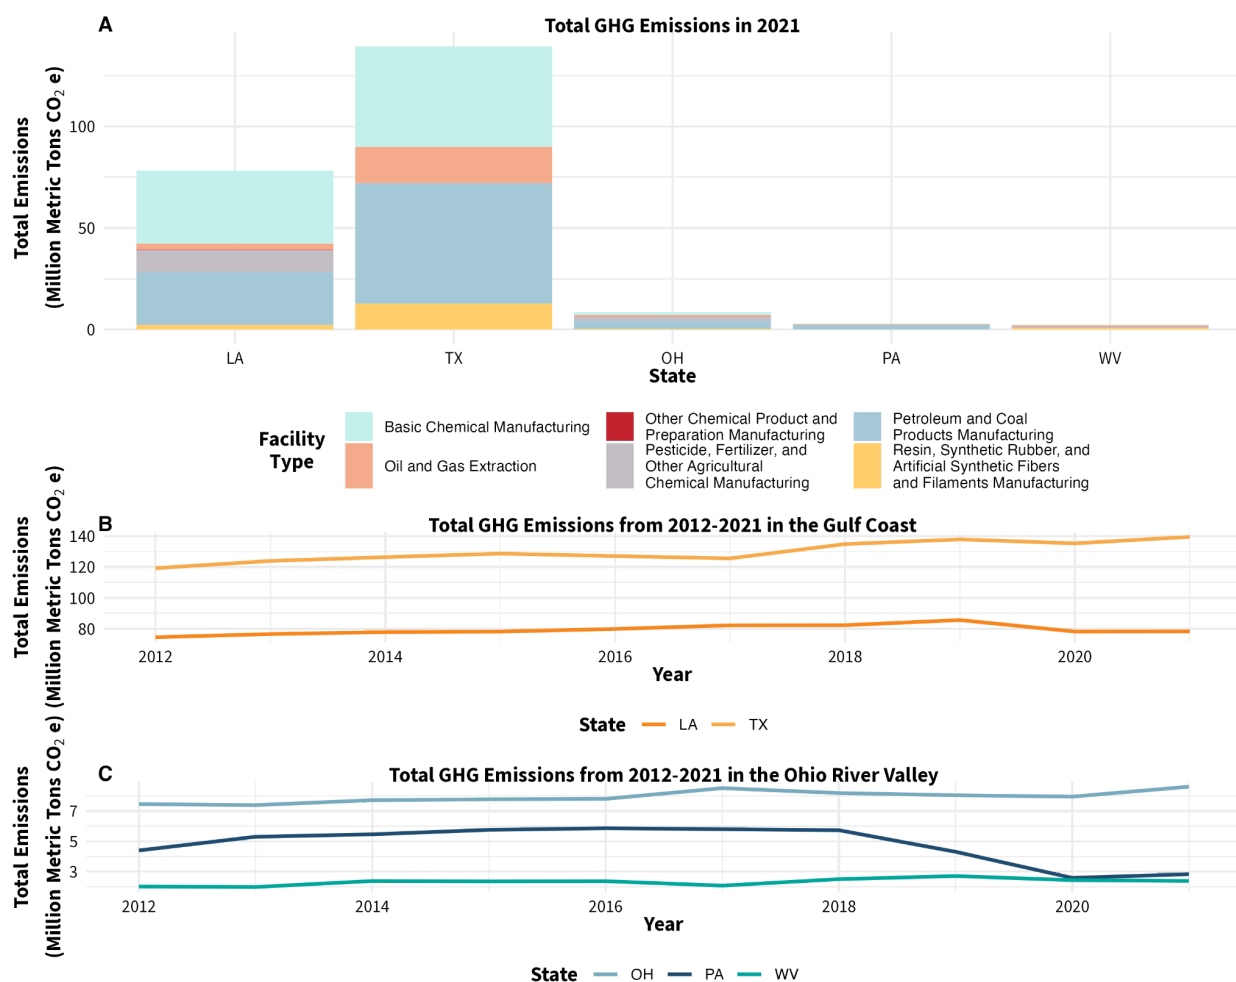 A
Total GHG Emissions in 2021
Total Emissions
(Million Metric Tons CO₂ e)
100
50
0
LA
TX
OH
PA
WV
State
Facility
Type
Basic Chemical Manufacturing
Oil and Gas Extraction
Other Chemical Product and
Preparation Manufacturing
Pesticide, Fertilizer, and
Other Agricultural
Chemical Manufacturing
Petroleum and Coal
Products Manufacturing
Resin, Synthetic Rubber, and
Artificial Synthetic Fibers
and Filaments Manufacturing
B
Total GHG Emissions from 2012-2021 in the Gulf Coast
Total Emissions
(Million Metric Tons CO₂ e)
140
120
100
80
2012
2014
2016
2018
2020
Year
State
LA
TX
C
Total GHG Emissions from 2012-2021 in the Ohio River Valley
Total Emissions
(Million Metric Tons CO₂ e)
7
5
3
2012
2014
2016
2018
2020
Year
State
OH
PA
WV